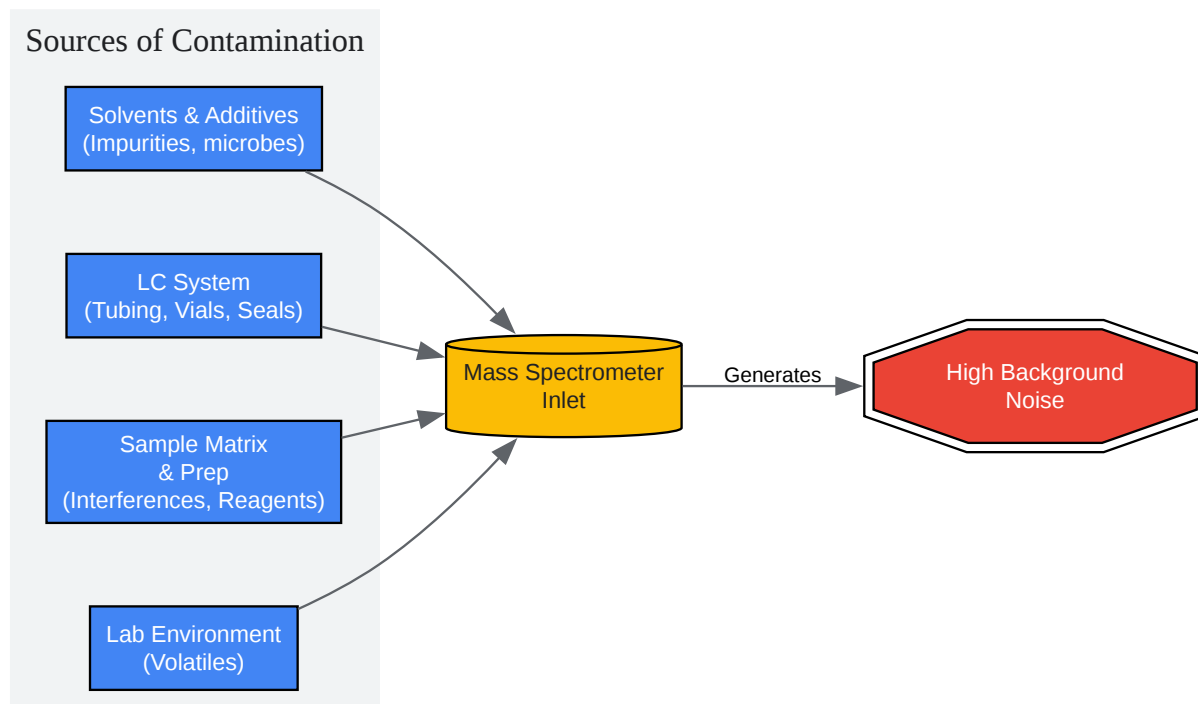 Sources of Contamination
Solvents & Additives
(Impurities, microbes)
LC System
(Tubing, Vials, Seals)
Sample Matrix
& Prep
(Interferences, Reagents)
Lab Environment
(Volatiles)
Mass Spectrometer
Inlet
Generates
High Background
Noise